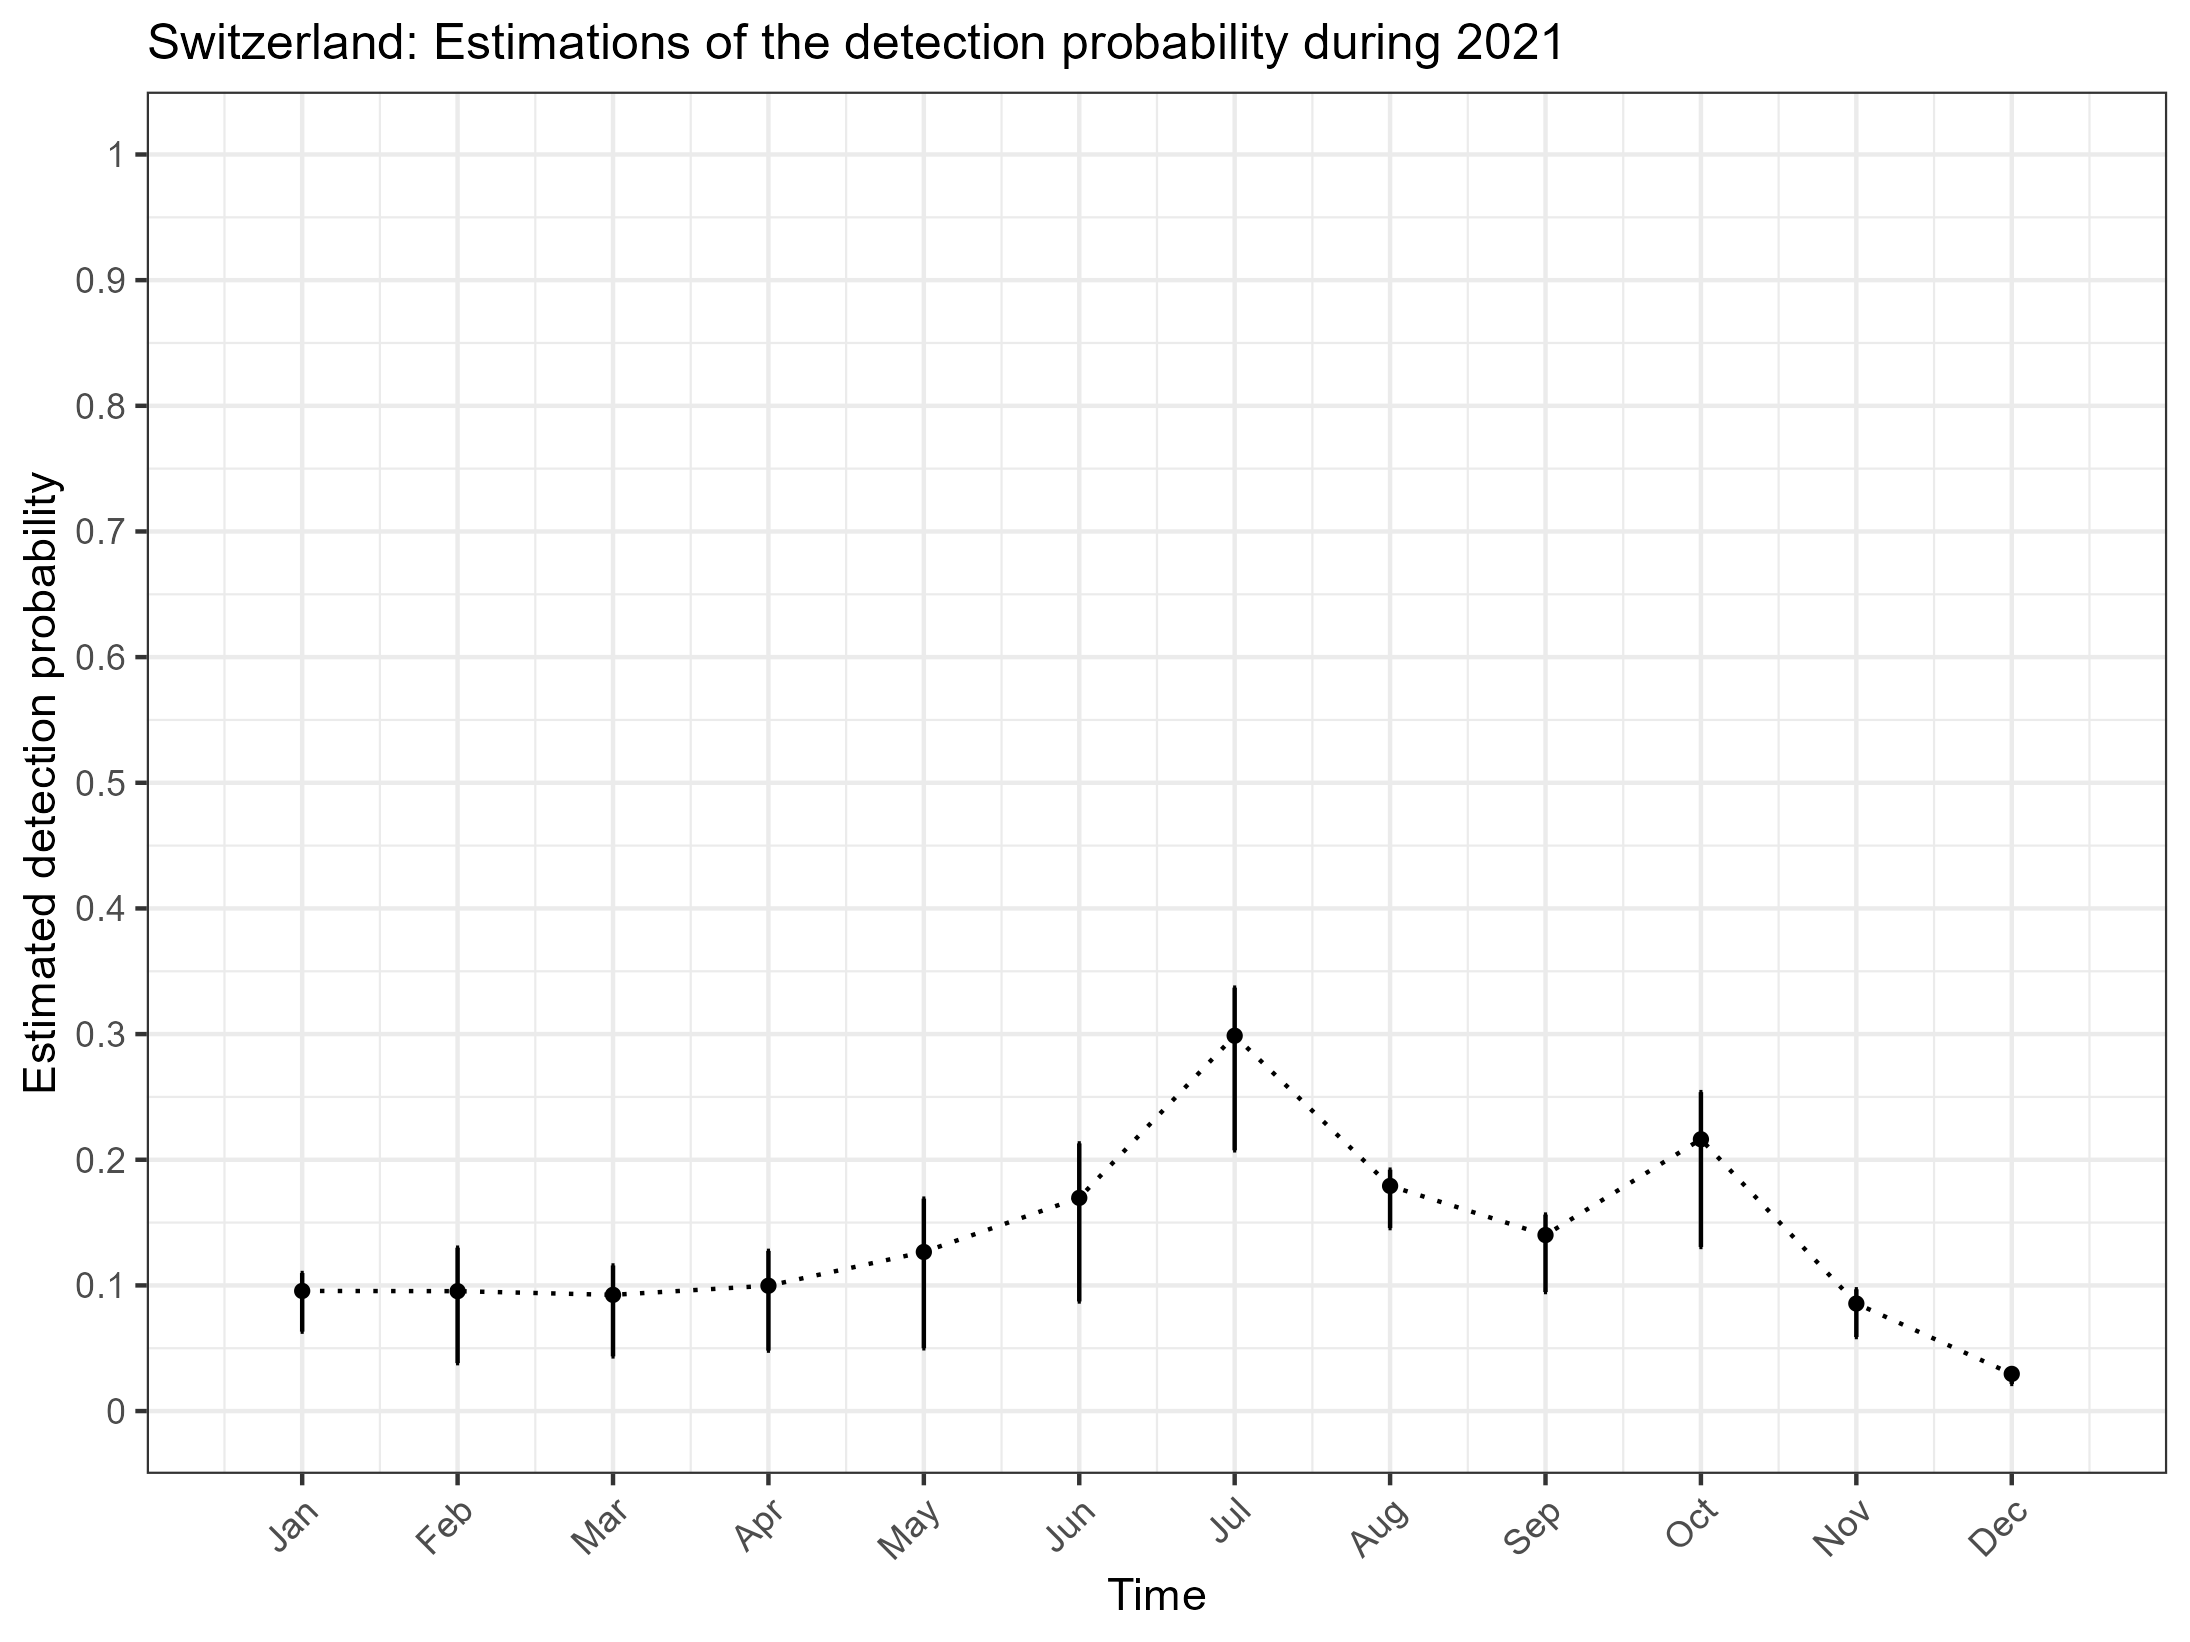 Switzerland: Estimations of the detection probability during 2021
Estimated detection probability
1
0.9
0.8
0.7
0.6
0.5
0.4
0.3
0.2
0.1
0
Jan Feb Mar Apr May Jun Jul Aug Sep Oct Nov Dec
Time